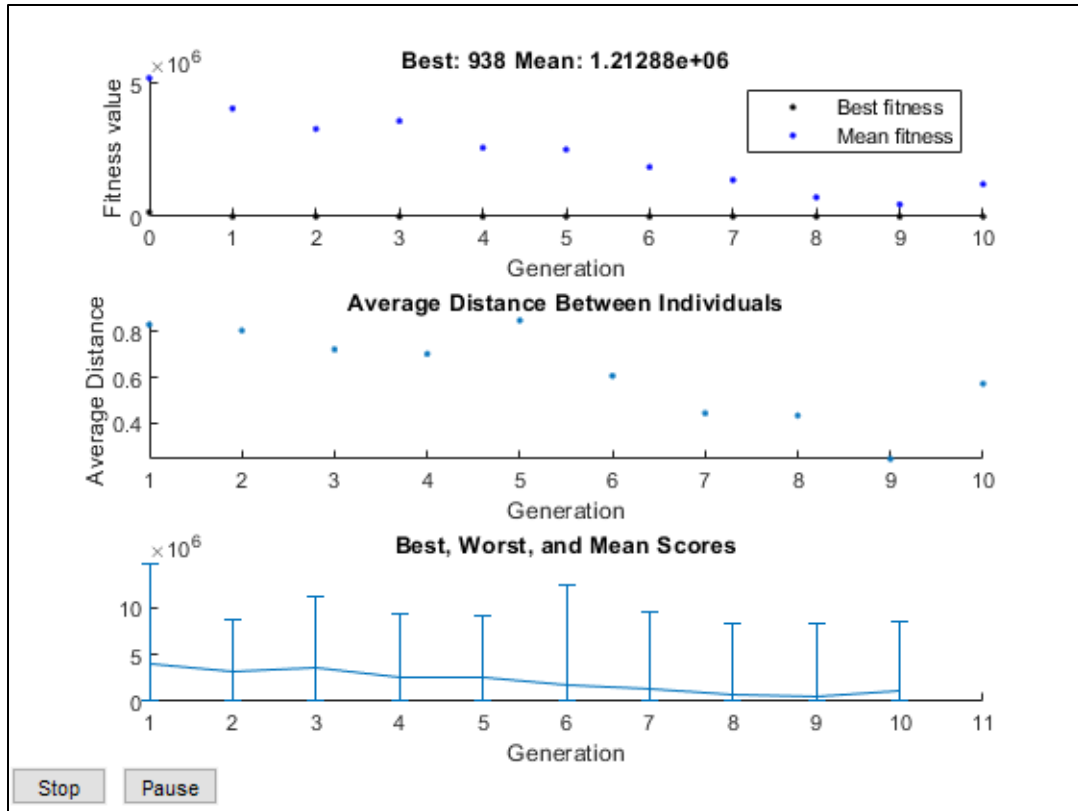 Best: 938 Mean: 1.21288e+06
×10^6
5
0
Fitness value
Best fitness
Mean fitness
0 1 2 3 4 5 6 7 8 9 10
Generation
Average Distance Between Individuals
0.8
0.6
0.4
Average Distance
1 2 3 4 5 6 7 8 9 10
Generation
Best, Worst, and Mean Scores
×10^6
10
5
0
1 2 3 4 5 6 7 8 9 10 11
Generation
Stop Pause